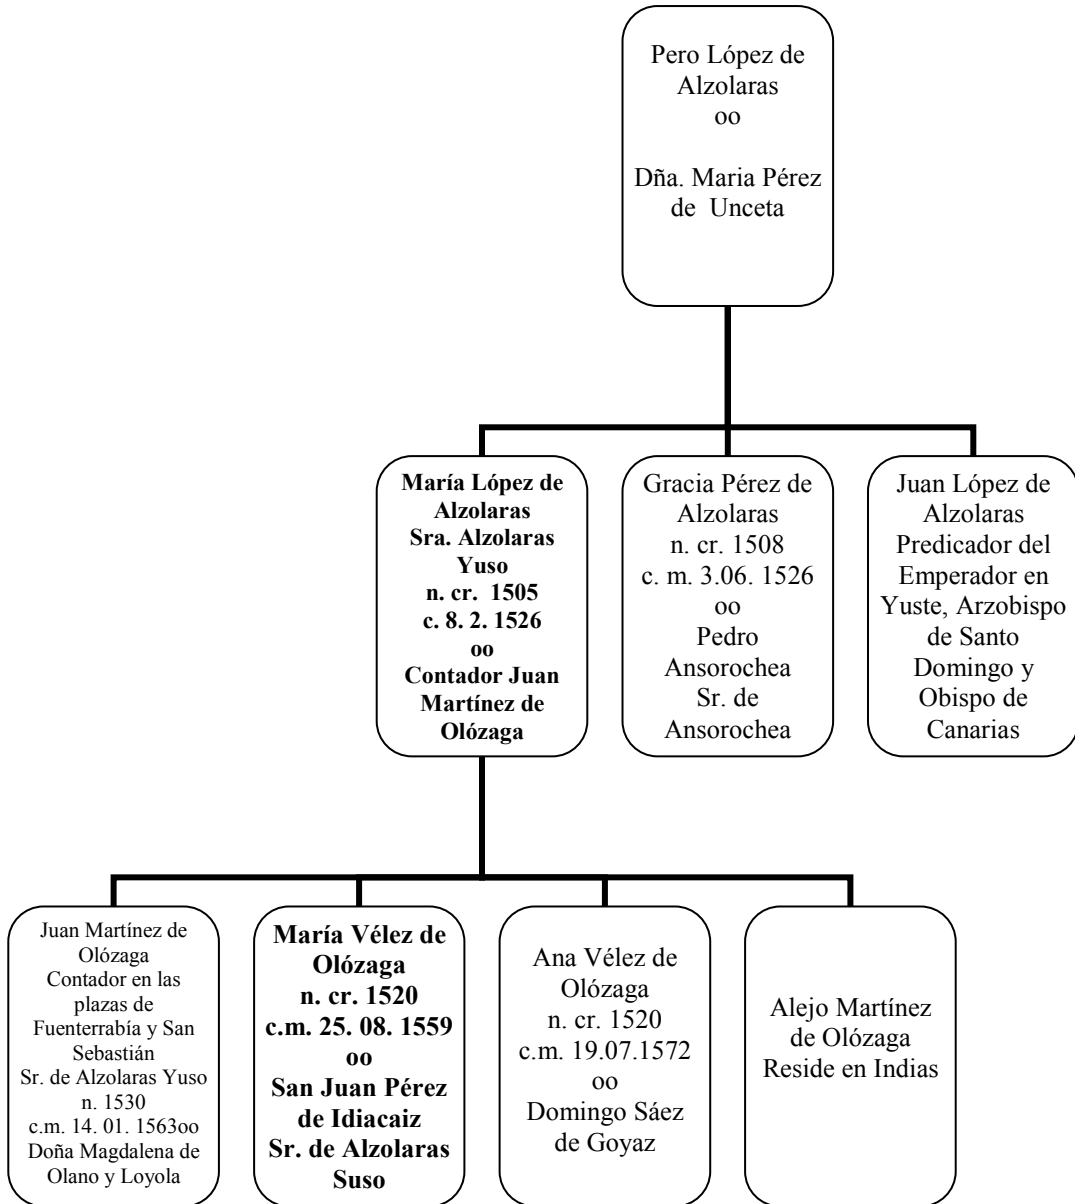 Pero López de
Alzolaras
oo
Dña. Maria Pérez
de Unceta
María López de
Alzolaras
Sra. Alzolaras
Yuso
n. cr. 1505
c. 8. 2. 1526
oo
Contador Juan
Martínez de
Olózaga
Gracia Pérez de
Alzolaras
n. cr. 1508
c. m. 3.06. 1526
oo
Pedro
Ansorochea
Sr. de
Ansorochea
Juan López de
Alzolaras
Predicador del
Emperador en
Yuste, Arzobispo
de Santo
Domingo y
Obispo de
Canarias
Juan Martínez de
Olózaga
Contador en las
plazas de
Fuenterrabía y San
Sebastián
Sr. de Alzolaras Yuso
n. 1530
c.m. 14. 01. 1563oo
Doña Magdalena de
Olano y Loyola
María Vélez de
Olózaga
n. cr. 1520
c.m. 25. 08. 1559
oo
San Juan Pérez
de Idiacaiz
Sr. de Alzolaras
Suso
Ana Vélez de
Olózaga
n. cr. 1520
c.m. 19.07.1572
oo
Domingo Sáez
de Goyaz
Alejo Martínez
de Olózaga
Reside en Indias